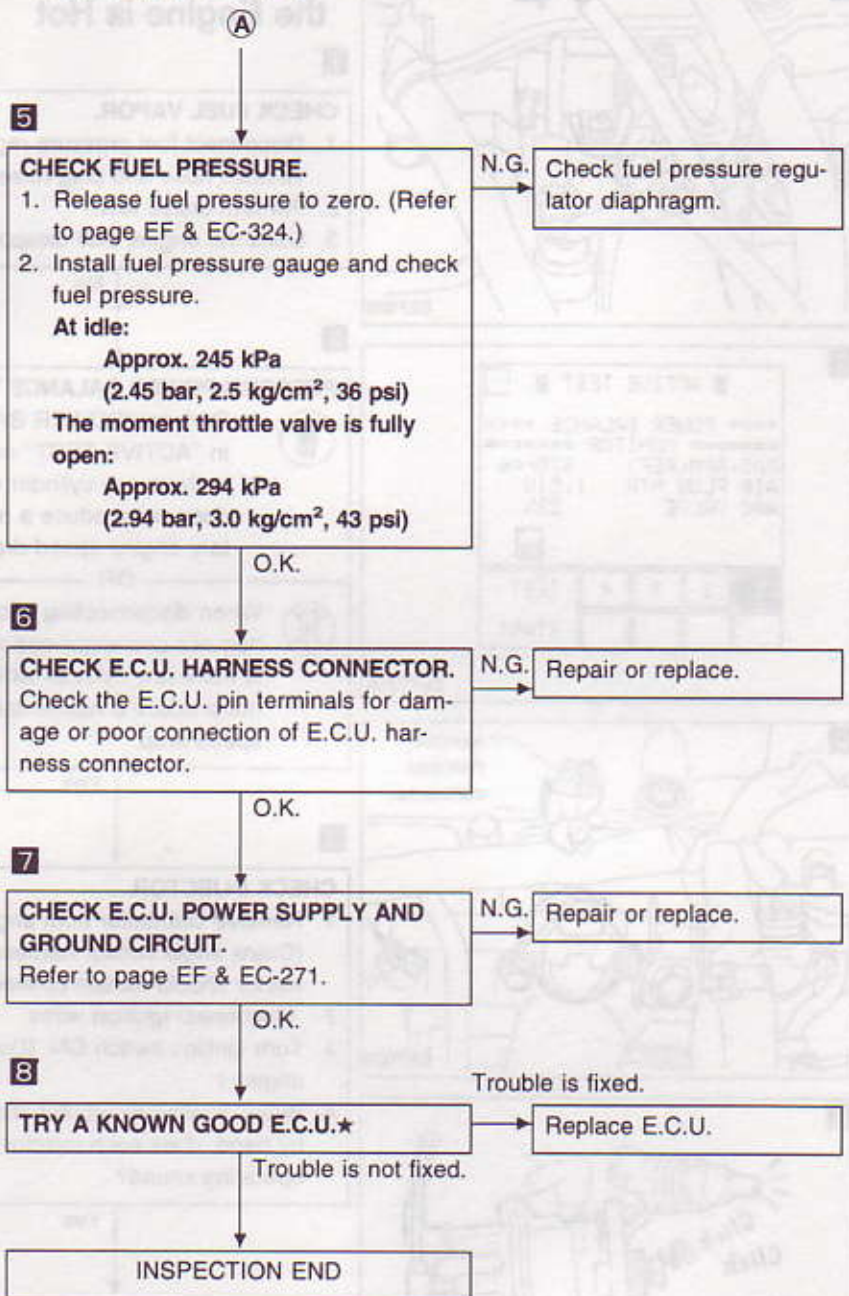 Ⓐ
5
CHECK FUEL PRESSURE.
1. Release fuel pressure to zero. (Refer
to page EF & EC-324.)
2. Install fuel pressure gauge and check
fuel pressure.
At idle:
Approx. 245 kPa
(2.45 bar, 2.5 kg/cm², 36 psi)
The moment throttle valve is fully
open:
Approx. 294 kPa
(2.94 bar, 3.0 kg/cm², 43 psi)
N.G.
Check fuel pressure regu-
lator diaphragm.
O.K.
6
CHECK E.C.U. HARNESS CONNECTOR.
Check the E.C.U. pin terminals for dam-
age or poor connection of E.C.U. har-
ness connector.
N.G.
Repair or replace.
O.K.
7
CHECK E.C.U. POWER SUPPLY AND
GROUND CIRCUIT.
Refer to page EF & EC-271.
N.G.
Repair or replace.
O.K.
8
TRY A KNOWN GOOD E.C.U.★
Trouble is fixed.
Replace E.C.U.
Trouble is not fixed.
INSPECTION END